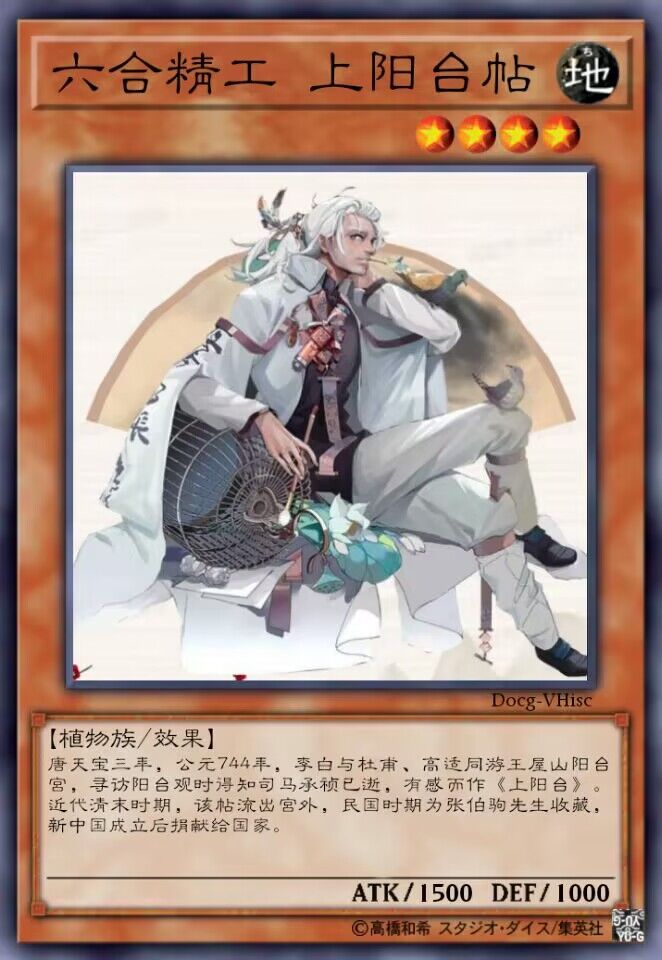 六合精工 上阳台帖
ち
地
Docg-VHisc
【植物族/效果】
唐天宝三年，公元744年，李白与杜甫、高适同游王屋山阳台
宫，寻访阳台观时得知司马承祯已逝，有感而作《上阳台》。
近代清末时期，该帖流出宫外，民国时期为张伯驹先生收藏，
新中国成立后捐献给国家。
ATK/1500 DEF/1000
©高橋和希 スタジオ・ダイス/集英社